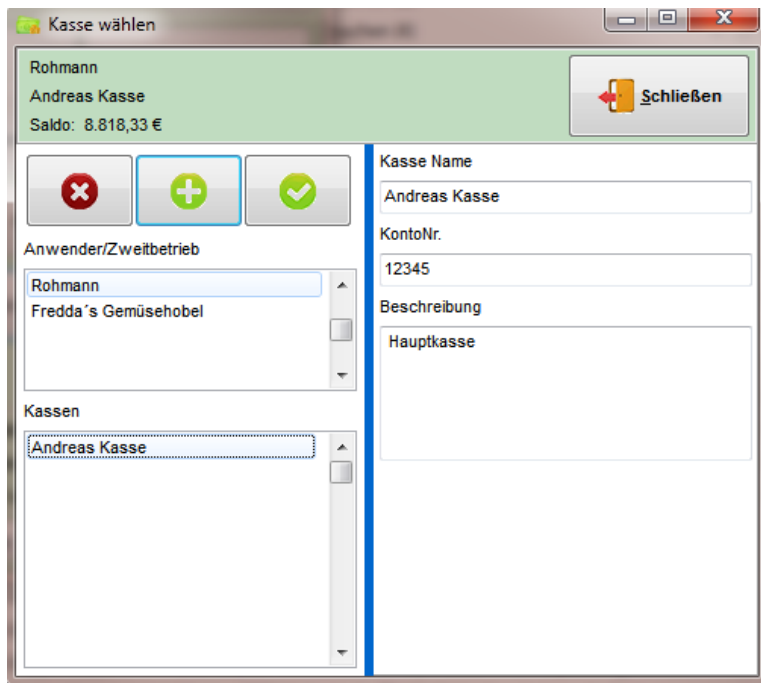 Kasse wählen
Rohmann
Andreas Kasse
Saldo: 8.818,33 €
Schließen
Anwender/Zweitbetrieb
Rohmann
Fredda´s Gemüsehobel
Kassen
Andreas Kasse
Kasse Name
Andreas Kasse
KontoNr.
12345
Beschreibung
Hauptkasse